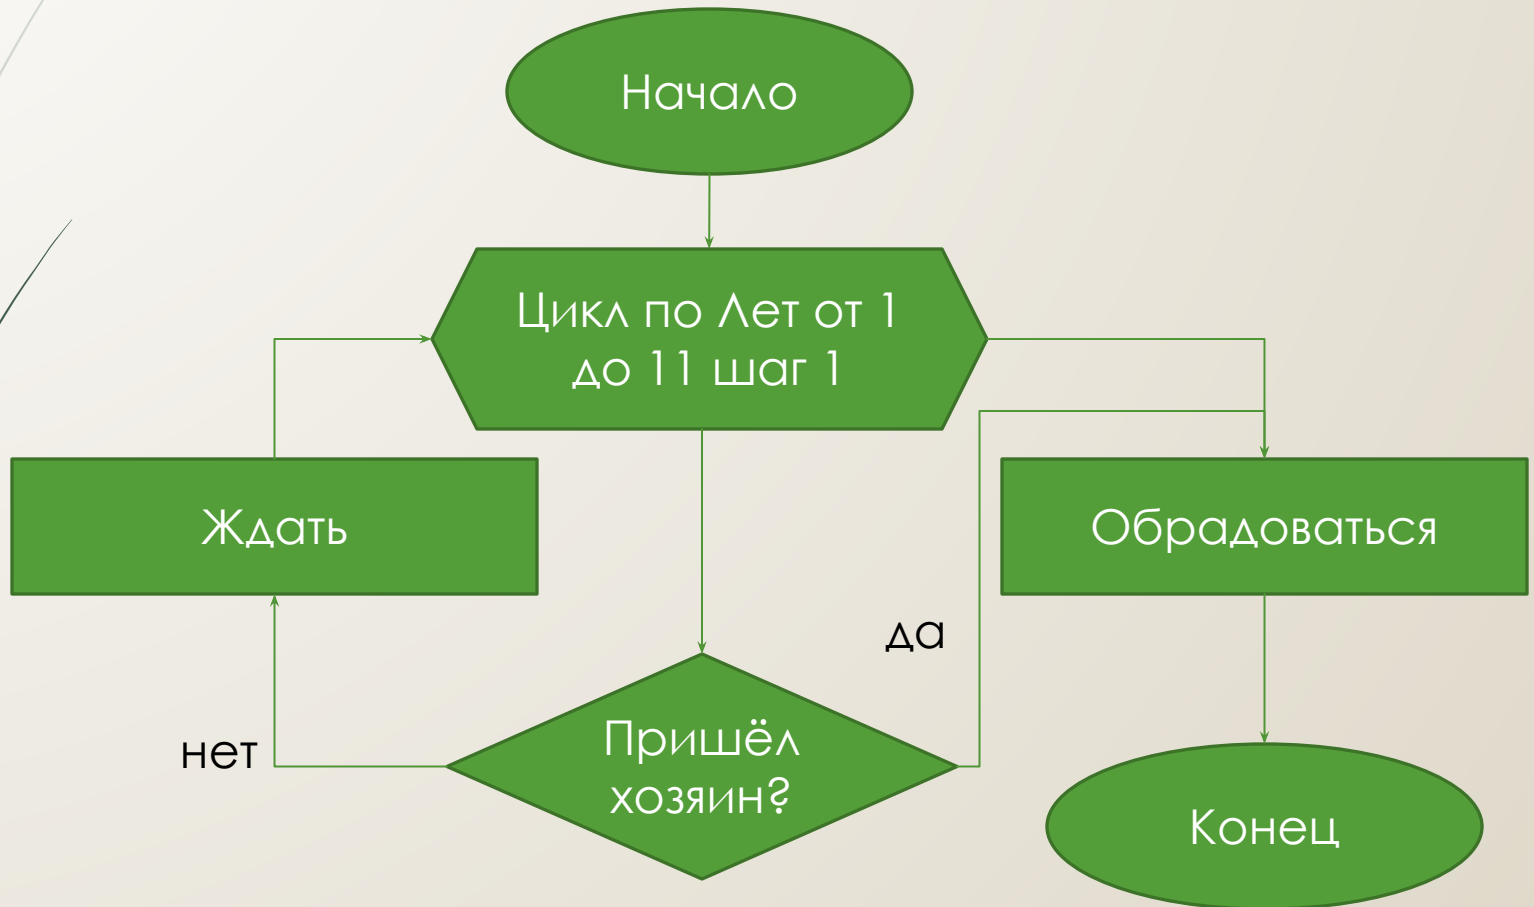 Начало
Цикл по Лет от 1
до 11 шаг 1
Ждать
Обрадоваться
да
нет
Пришёл
хозяин?
Конец